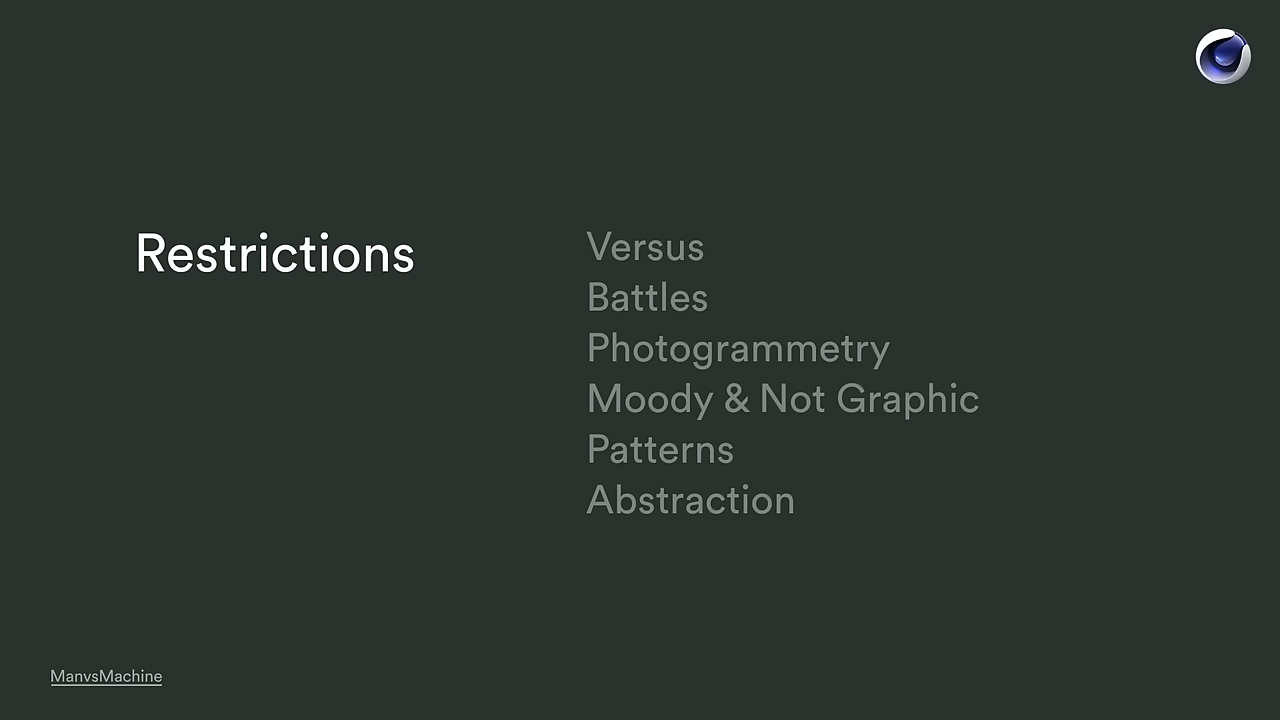 Restrictions
Versus
Battles
Photogrammetry
Moody & Not Graphic
Patterns
Abstraction
ManvsMachine